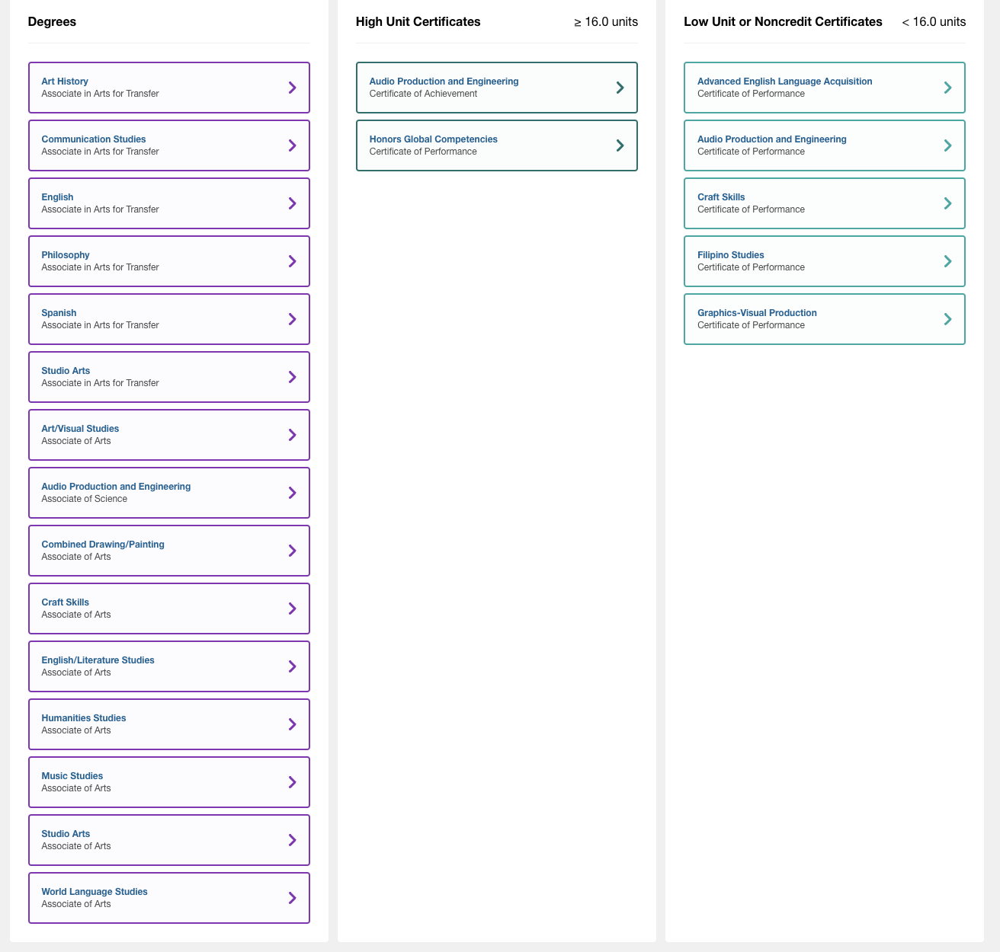 Degrees
Art History
Associate in Arts for Transfer
Communication Studies
Associate in Arts for Transfer
English
Associate in Arts for Transfer
Philosophy
Associate in Arts for Transfer
Spanish
Associate in Arts for Transfer
Studio Arts
Associate in Arts for Transfer
Art/Visual Studies
Associate of Arts
Audio Production and Engineering
Associate of Science
Combined Drawing/Painting
Associate of Arts
Craft Skills
Associate of Arts
English/Literature Studies
Associate of Arts
Humanities Studies
Associate of Arts
Music Studies
Associate of Arts
Studio Arts
Associate of Arts
World Language Studies
Associate of Arts
High Unit Certificates ≥ 16.0 units
Audio Production and Engineering
Certificate of Achievement
Honors Global Competencies
Certificate of Performance
Low Unit or Noncredit Certificates < 16.0 units
Advanced English Language Acquisition
Certificate of Performance
Audio Production and Engineering
Certificate of Performance
Craft Skills
Certificate of Performance
Filipino Studies
Certificate of Performance
Graphics-Visual Production
Certificate of Performance